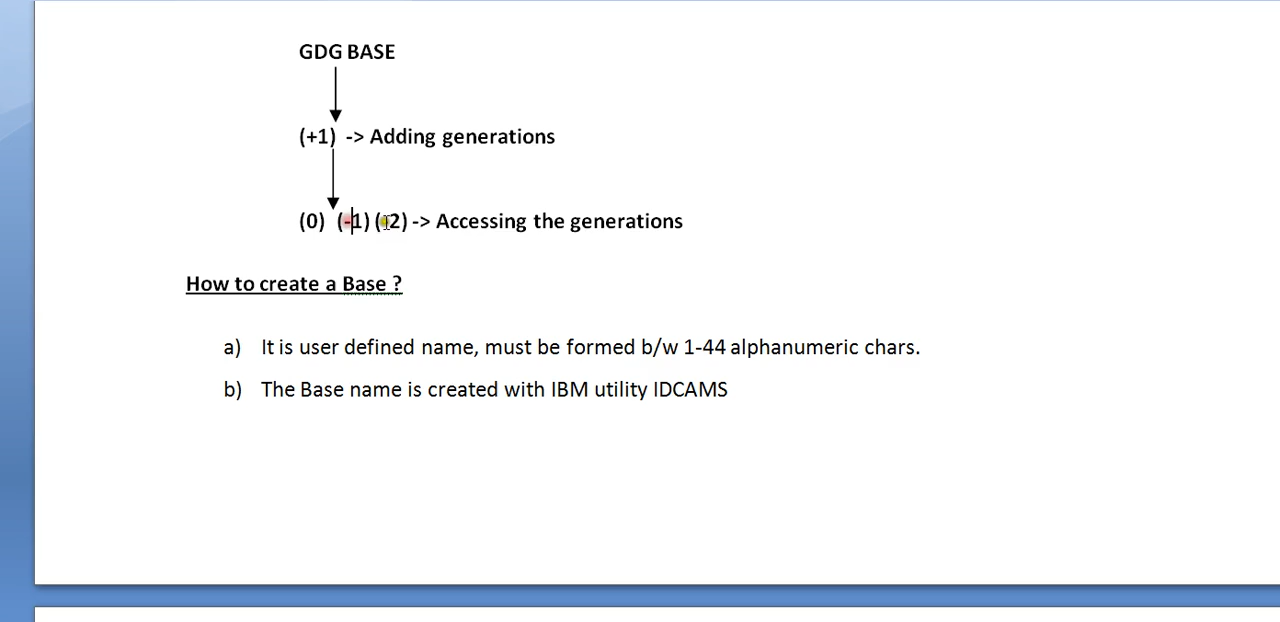 GDG BASE
(+1) -> Adding generations
(0) (-1) (-2) -> Accessing the generations
How to create a Base ?
a) It is user defined name, must be formed b/w 1-44 alphanumeric chars.
b) The Base name is created with IBM utility IDCAMS